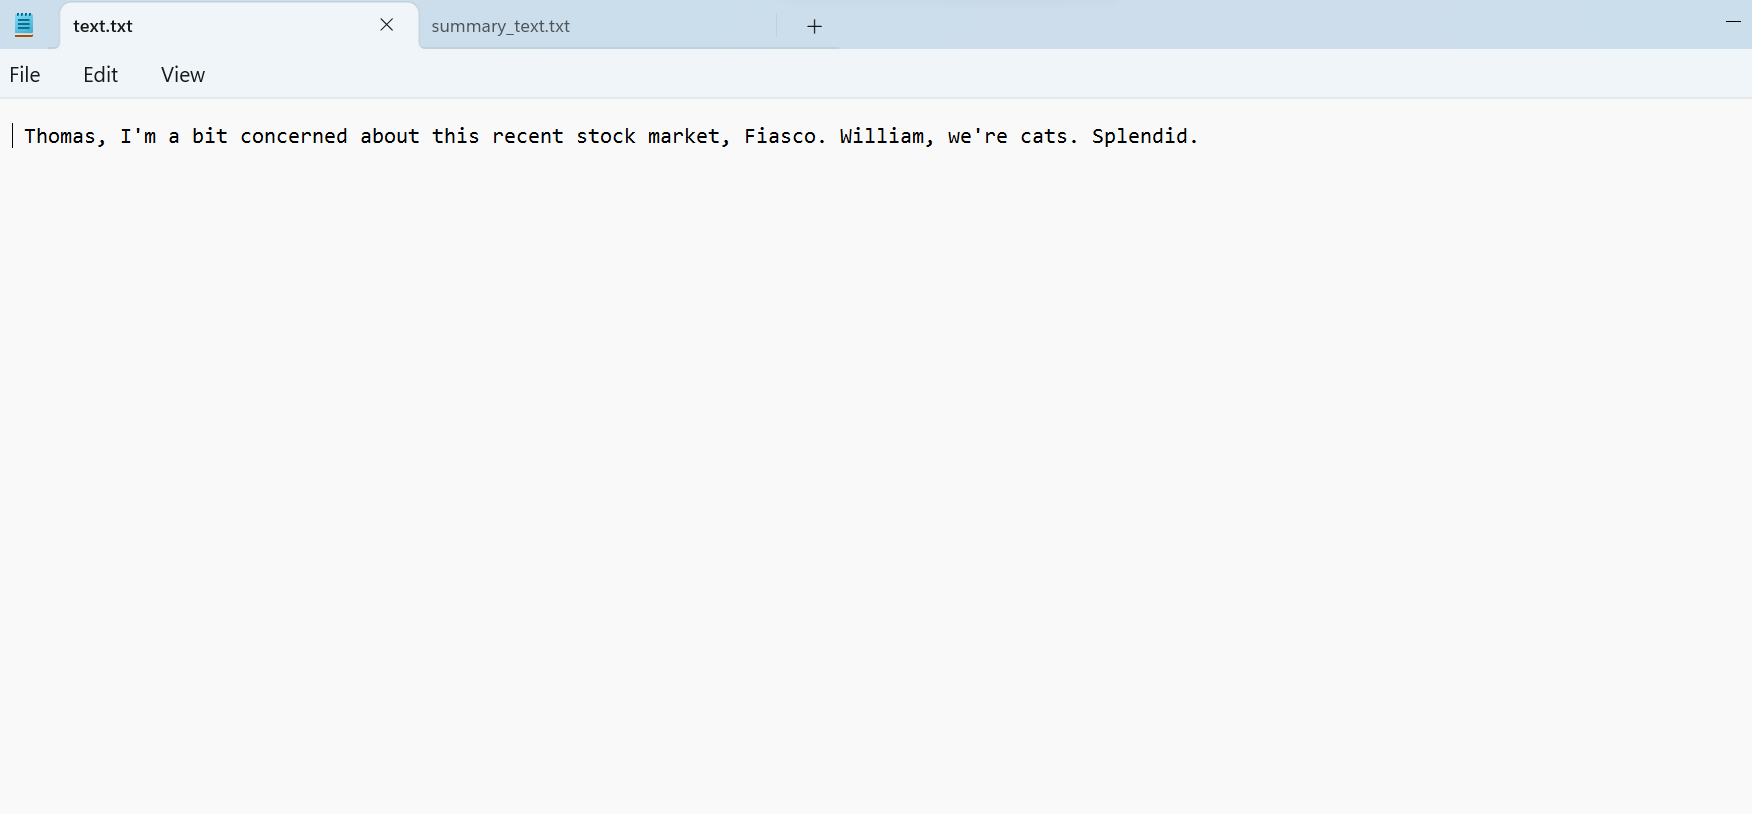 text.txt
summary_text.txt
File Edit View
Thomas, I'm a bit concerned about this recent stock market, Fiasco. William, we're cats. Splendid.